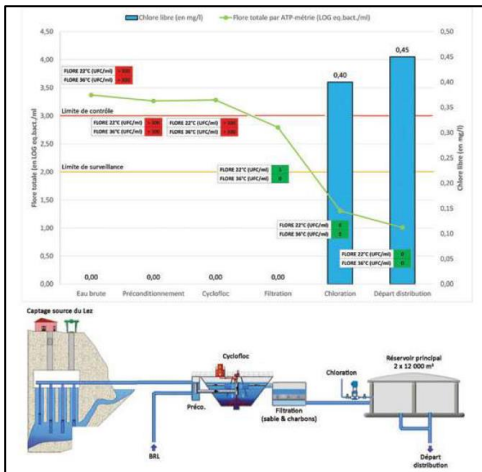 Chlore libre (en mg/l)
Flore totale par ATP-métrie (LOG eq.bact./ml)
4,50
4,00
3,50
3,00
2,50
2,00
1,50
1,00
0,50
0,00
Flore totale (en LOG eq.bact./ml)
0,50
0,45
0,40
0,35
0,30
0,25
0,20
0,15
0,10
0,05
0,00
Chlore libre (en mg/l)
0,45
0,40
FLORE 22°C (UFC/ml)
FLORE 36°C (UFC/ml)
Limite de contrôle
FLORE 22°C (UFC/ml)
FLORE 36°C (UFC/ml)
FLORE 22°C (UFC/ml)
FLORE 36°C (UFC/ml)
Limite de surveillance
FLORE 22°C (UFC/ml)
FLORE 36°C (UFC/ml)
FLORE 22°C (UFC/ml)
FLORE 36°C (UFC/ml)
FLORE 22°C (UFC/ml)
FLORE 36°C (UFC/ml)
0,00
0,00
0,00
0,00
Eau brute
Préconditionnement
Cyclofloc
Filtration
Chloration
Départ distribution
Captage source du Lez
Cyclofloc
Préco.
BRL
Filtration
(sable & charbons)
Chloration
Réservoir principal
2 x 12 000 m³
Départ
distribution